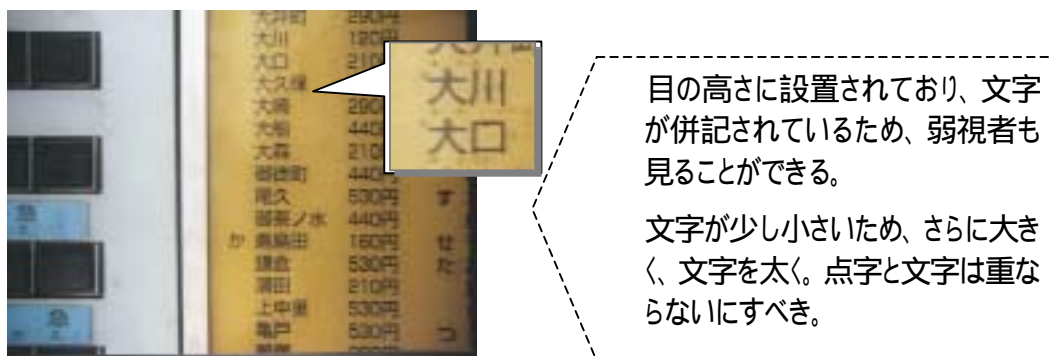 大井町 290円
大川 120円
大口 210円
大久保
大崎 290円
大船 440円
大森 210円
御徒町 440円
尾久 530円 す
御茶ノ水 440円
か 鹿島田 160円 せ
鎌倉 530円 た
蒲田 210円
上中里 530円
亀戸 530円 つ
大川
大口
急
急
目の高さに設置されており、文字
が併記されているため、弱視者も
見ることができる。
文字が少し小さいため、さらに大き
く、文字を太く。点字と文字は重な
らないにすべき。